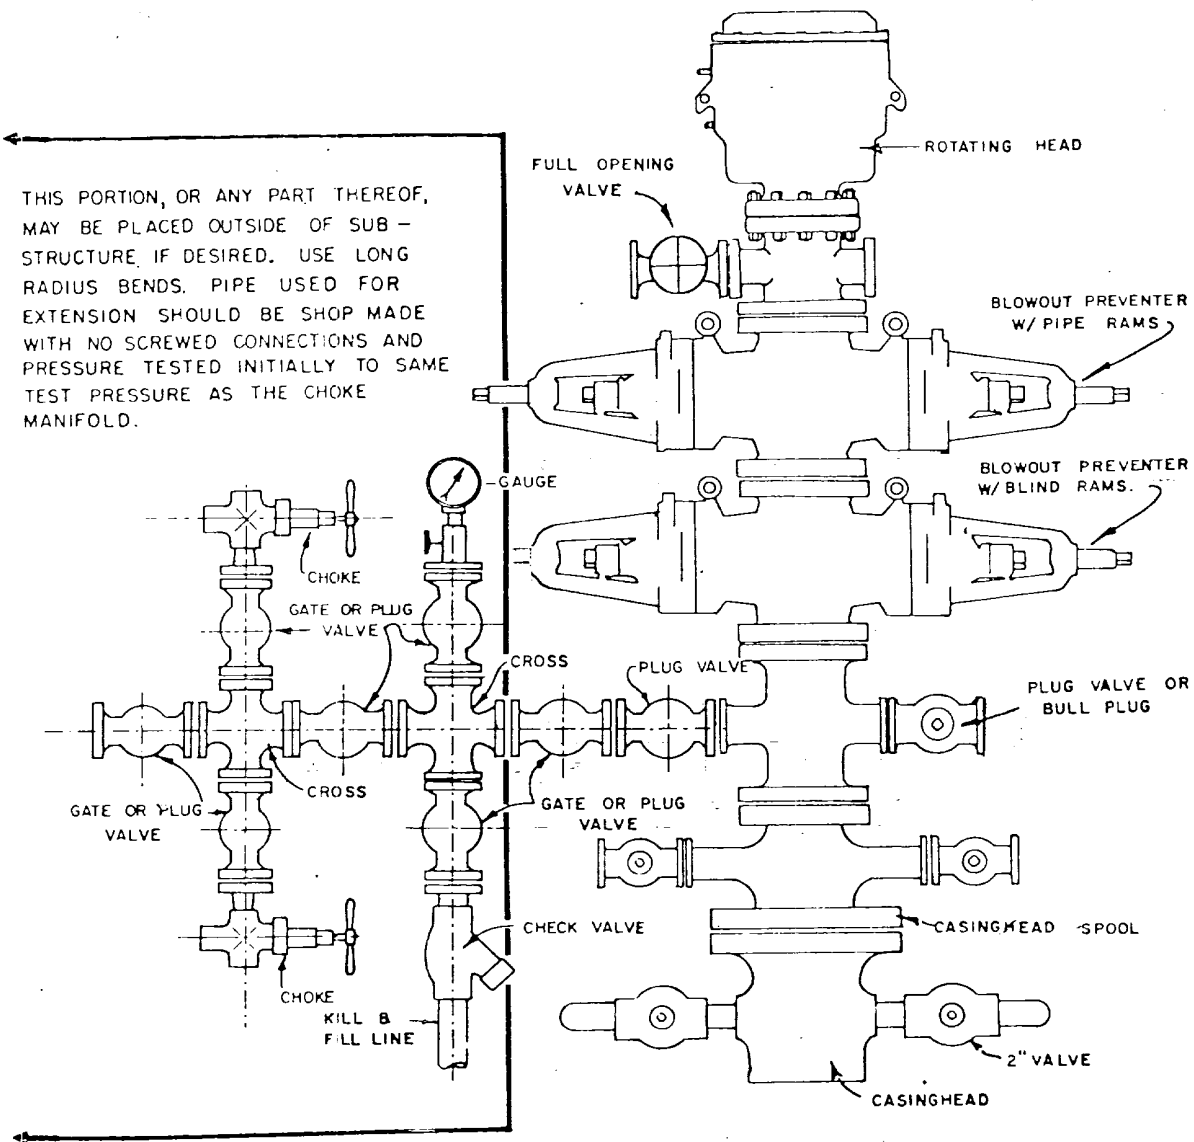 ROTATING HEAD
FULL OPENING
VALVE
THIS PORTION, OR ANY PART THEREOF,
MAY BE PLACED OUTSIDE OF SUB-
STRUCTURE IF DESIRED. USE LONG
RADIUS BENDS. PIPE USED FOR
EXTENSION SHOULD BE SHOP MADE
WITH NO SCREWED CONNECTIONS AND
PRESSURE TESTED INITIALLY TO SAME
TEST PRESSURE AS THE CHOKE
MANIFOLD.
BLOWOUT PREVENTER
W/PIPE RAMS
BLOWOUT PREVENTER
W/BLIND RAMS.
GAUGE
CHOKE
GATE OR PLUG
VALVE
CROSS
PLUG VALVE
PLUG VALVE OR
BULL PLUG
CROSS
GATE OR PLUG
VALVE
GATE OR PLUG
VALVE
CHECK VALVE
CASINGHEAD SPOOL
CHOKE
KILL &
FILL LINE
2" VALVE
CASINGHEAD